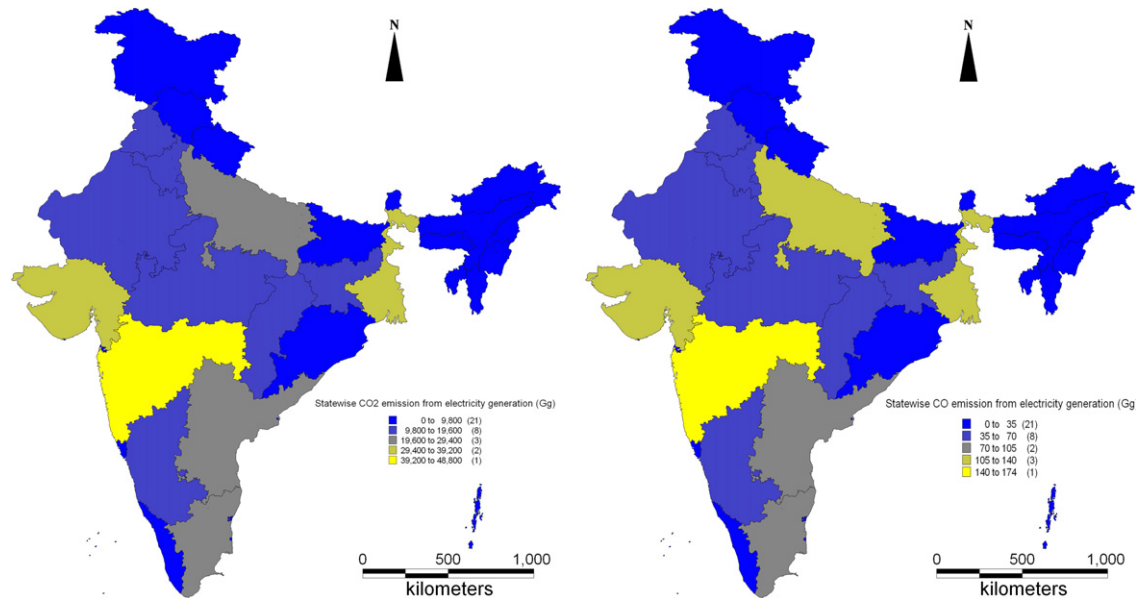 N
Statewise CO2 emission from electricity generation (Gg)
0 to 9,800 (21)
9,800 to 19,600 (8)
19,600 to 29,400 (3)
29,400 to 39,200 (2)
39,200 to 48,800 (1)
0 500 1,000
kilometers
N
Statewise CO emission from electricity generation (Gg)
0 to 35 (21)
35 to 70 (8)
70 to 105 (2)
105 to 140 (3)
140 to 174 (1)
0 500 1,000
kilometers